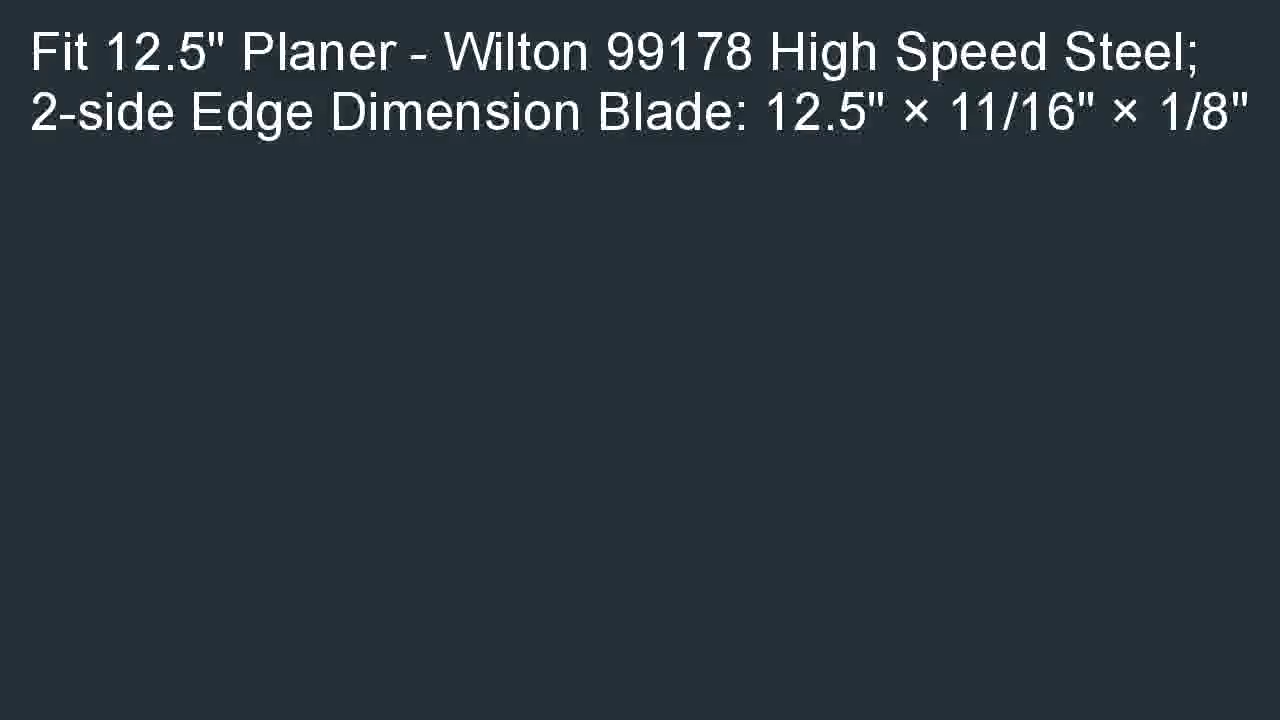 Fit 12.5" Planer - Wilton 99178 High Speed Steel;
2-side Edge Dimension Blade: 12.5" × 11/16" × 1/8"